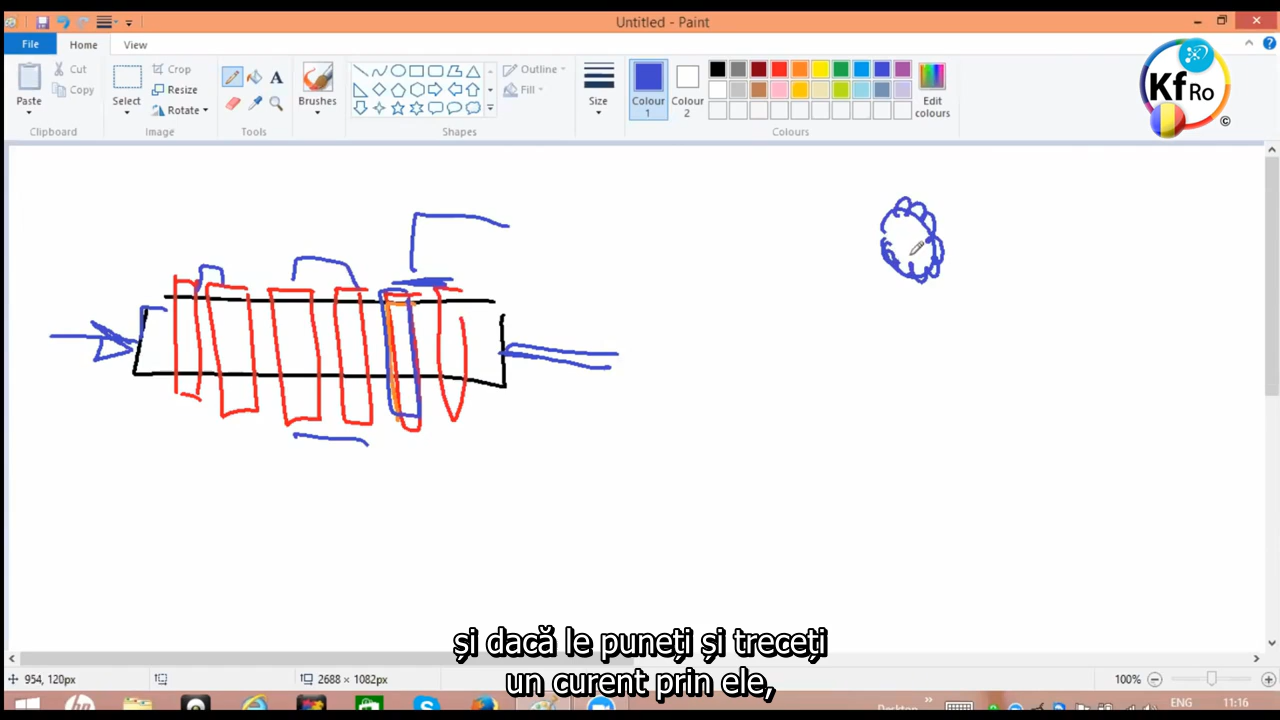 Untitled - Paint
File Home View
Paste
Cut
Copy
Clipboard
Select
Crop
Resize
Rotate
Image
Tools
Brushes
Shapes
Outline
Fill
Size
Colour 1
Colour 2
Edit colours
Colours
Kf Ro
©
și dacă le puneți și treceți
un curent prin ele,
954, 120px
2688 × 1082px
100%
Desktop
ENG
11:16